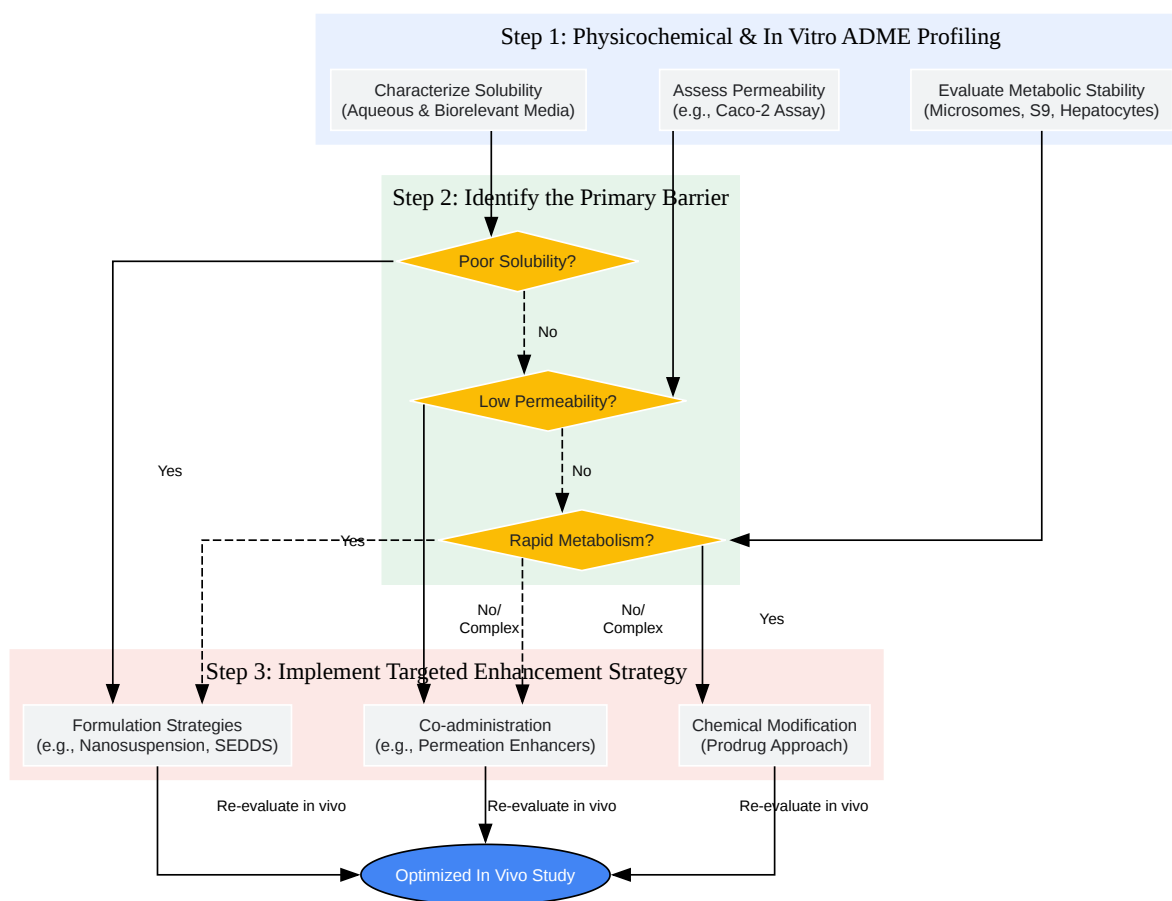 Step 1: Physicochemical & In Vitro ADME Profiling
Characterize Solubility
(Aqueous & Biorelevant Media)
Assess Permeability
(e.g., Caco-2 Assay)
Evaluate Metabolic Stability
(Microsomes, S9, Hepatocytes)
Step 2: Identify the Primary Barrier
Poor Solubility?
No
Low Permeability?
Yes
No
Yes
Rapid Metabolism?
No/
Complex
No/
Complex
Yes
Step 3: Implement Targeted Enhancement Strategy
Formulation Strategies
(e.g., Nanosuspension, SEDDS)
Co-administration
(e.g., Permeation Enhancers)
Chemical Modification
(Prodrug Approach)
Re-evaluate in vivo
Re-evaluate in vivo
Re-evaluate in vivo
Optimized In Vivo Study